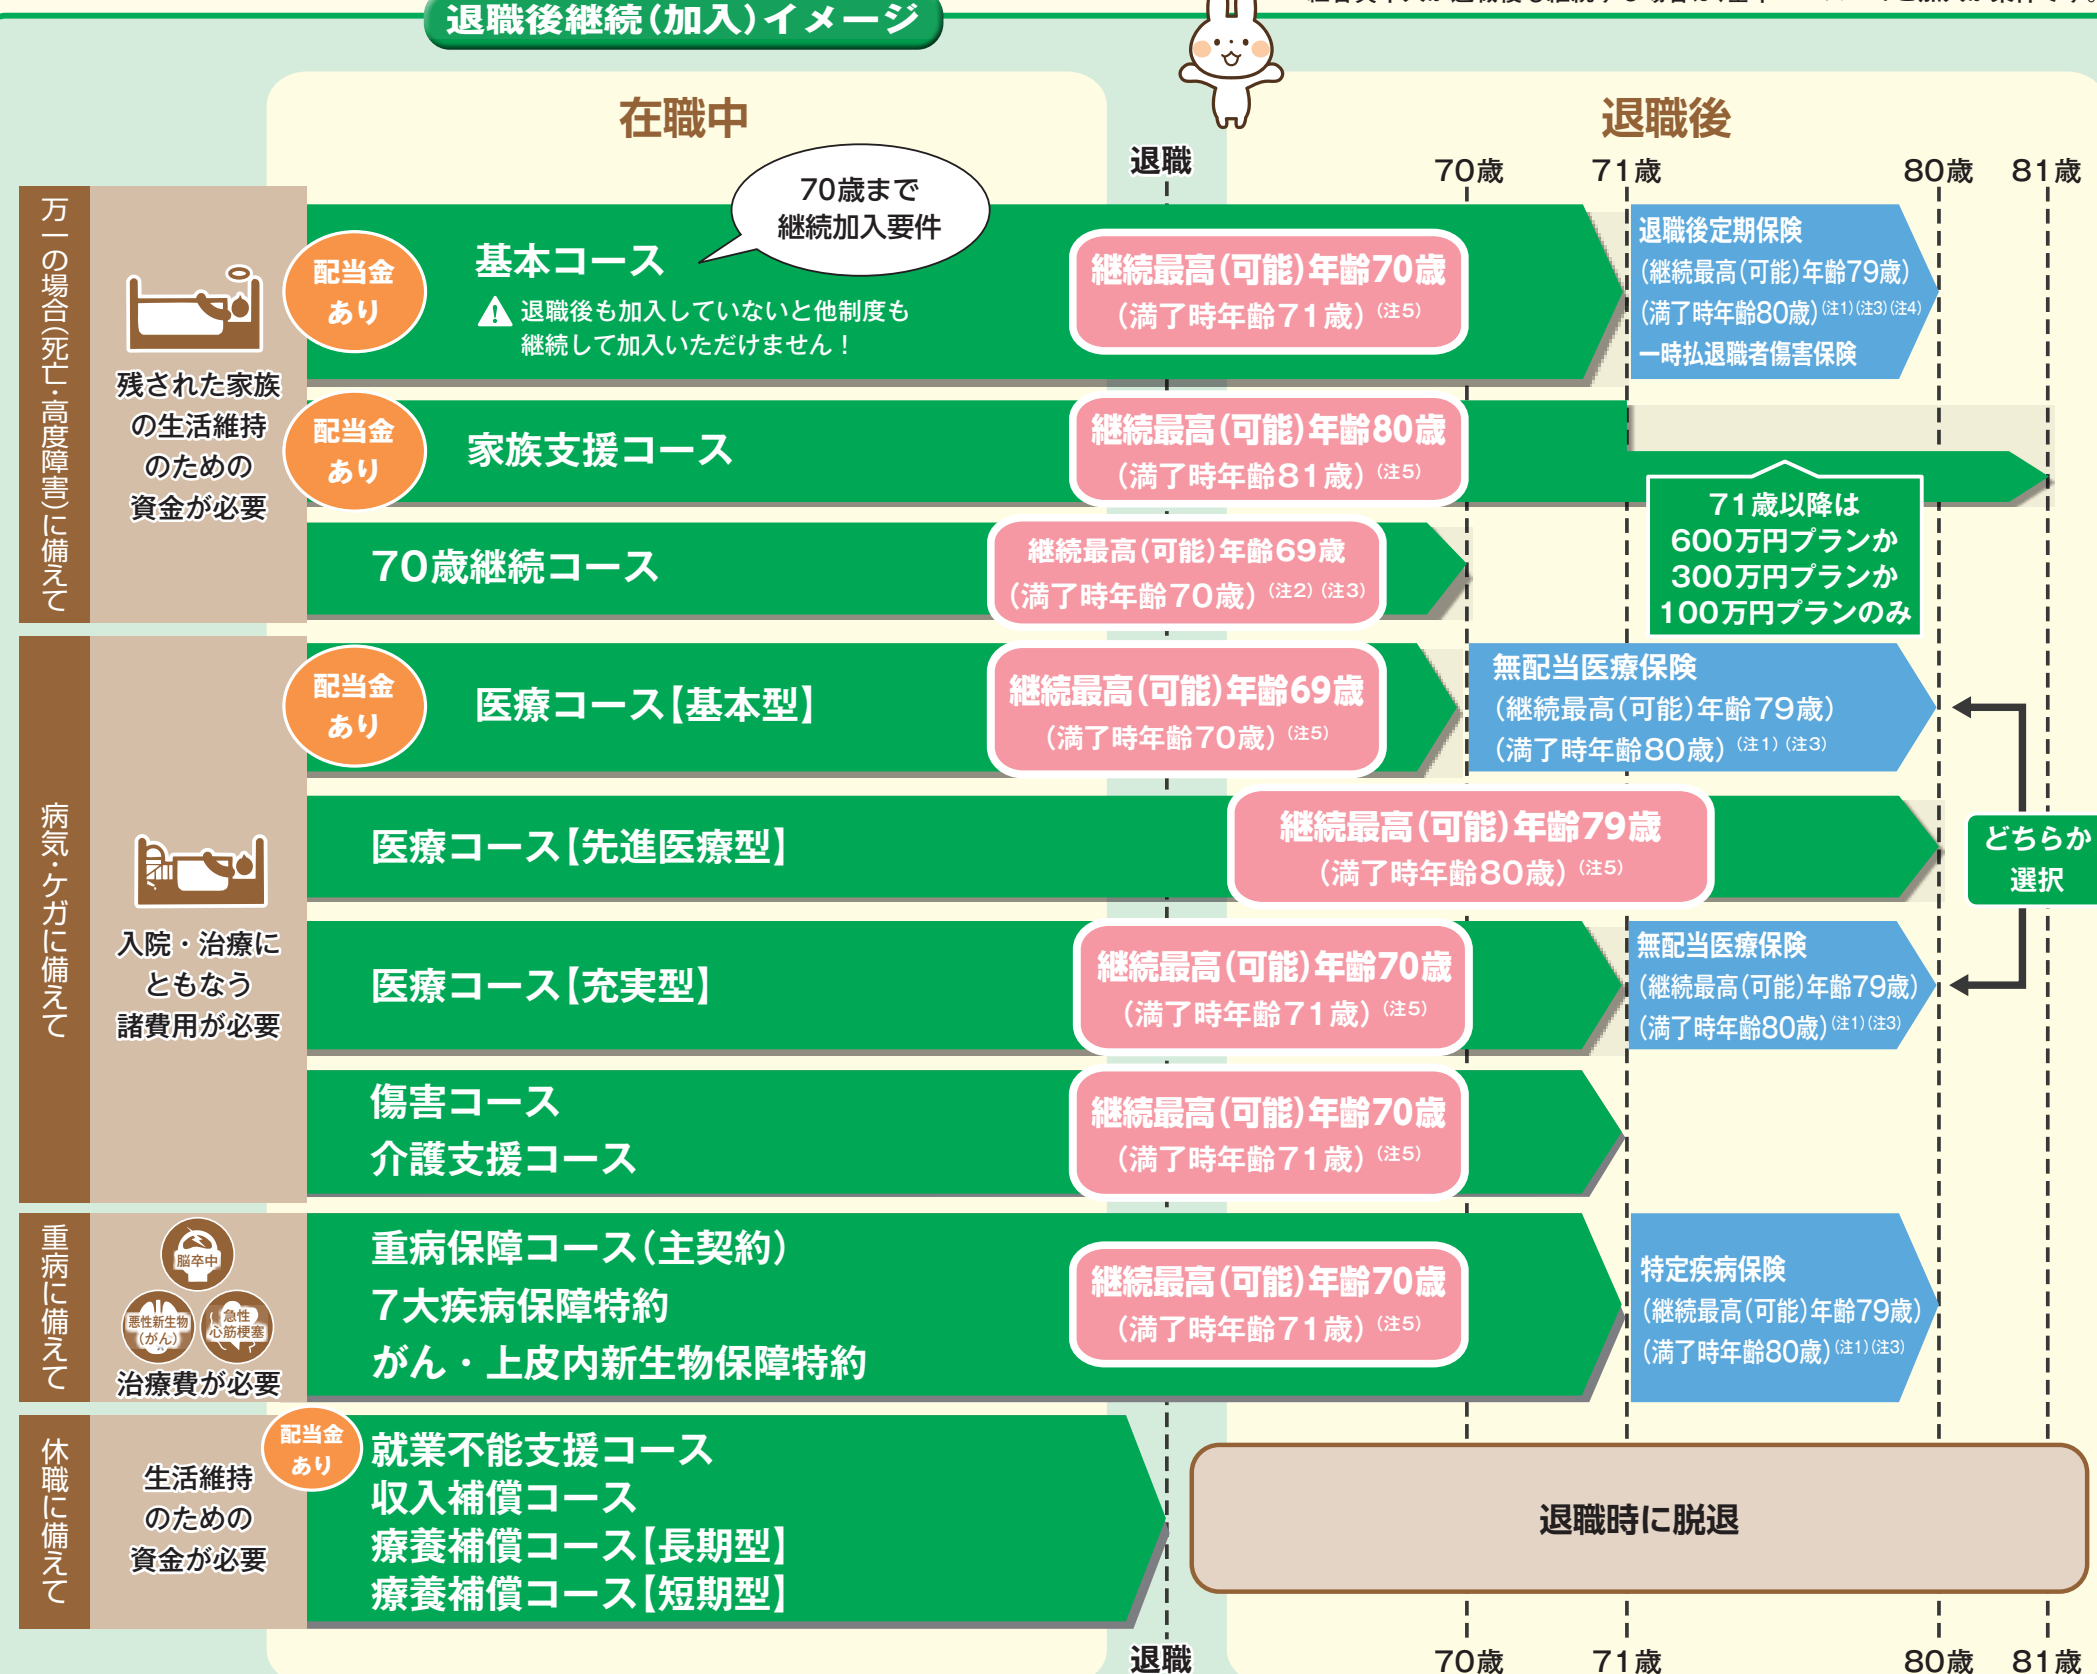 退職後継続(加入)イメージ
在職中
退職後
退職
70歳
71歳
80歳
81歳
万一の場合(死亡・高度障害)に備えて
残された家族
の生活維持
のための
資金が必要
配当金
あり
基本コース
70歳まで
継続加入要件
退職後も加入していないと他制度も
継続して加入いただけません！
継続最高(可能)年齢70歳
(満了時年齢71歳)(注5)
退職後定期保険
(継続最高(可能)年齢79歳)
(満了時年齢80歳)(注1)(注3)(注4)
一時払退職者傷害保険
配当金
あり
家族支援コース
継続最高(可能)年齢80歳
(満了時年齢81歳)(注5)
71歳以降は
600万円プランか
300万円プランか
100万円プランのみ
70歳継続コース
継続最高(可能)年齢69歳
(満了時年齢70歳)(注2)(注3)
病気・ケガに備えて
入院・治療に
ともなう
諸費用が必要
配当金
あり
医療コース【基本型】
継続最高(可能)年齢69歳
(満了時年齢70歳)(注5)
無配当医療保険
(継続最高(可能)年齢79歳)
(満了時年齢80歳)(注1)(注3)
医療コース【先進医療型】
継続最高(可能)年齢79歳
(満了時年齢80歳)(注5)
どちらか
選択
医療コース【充実型】
継続最高(可能)年齢70歳
(満了時年齢71歳)(注5)
無配当医療保険
(継続最高(可能)年齢79歳)
(満了時年齢80歳)(注1)(注3)
傷害コース
介護支援コース
継続最高(可能)年齢70歳
(満了時年齢71歳)(注5)
重病に備えて
脳卒中
悪性新生物
(がん)
急性
心筋梗塞
治療費が必要
重病保障コース(主契約)
7大疾病保障特約
がん・上皮内新生物保障特約
継続最高(可能)年齢70歳
(満了時年齢71歳)(注5)
特定疾病保険
(継続最高(可能)年齢79歳)
(満了時年齢80歳)(注1)(注3)
休職に備えて
生活維持
のための
資金が必要
配当金
あり
就業不能支援コース
収入補償コース
療養補償コース【長期型】
療養補償コース【短期型】
退職時に脱退
退職
70歳
71歳
80歳
81歳